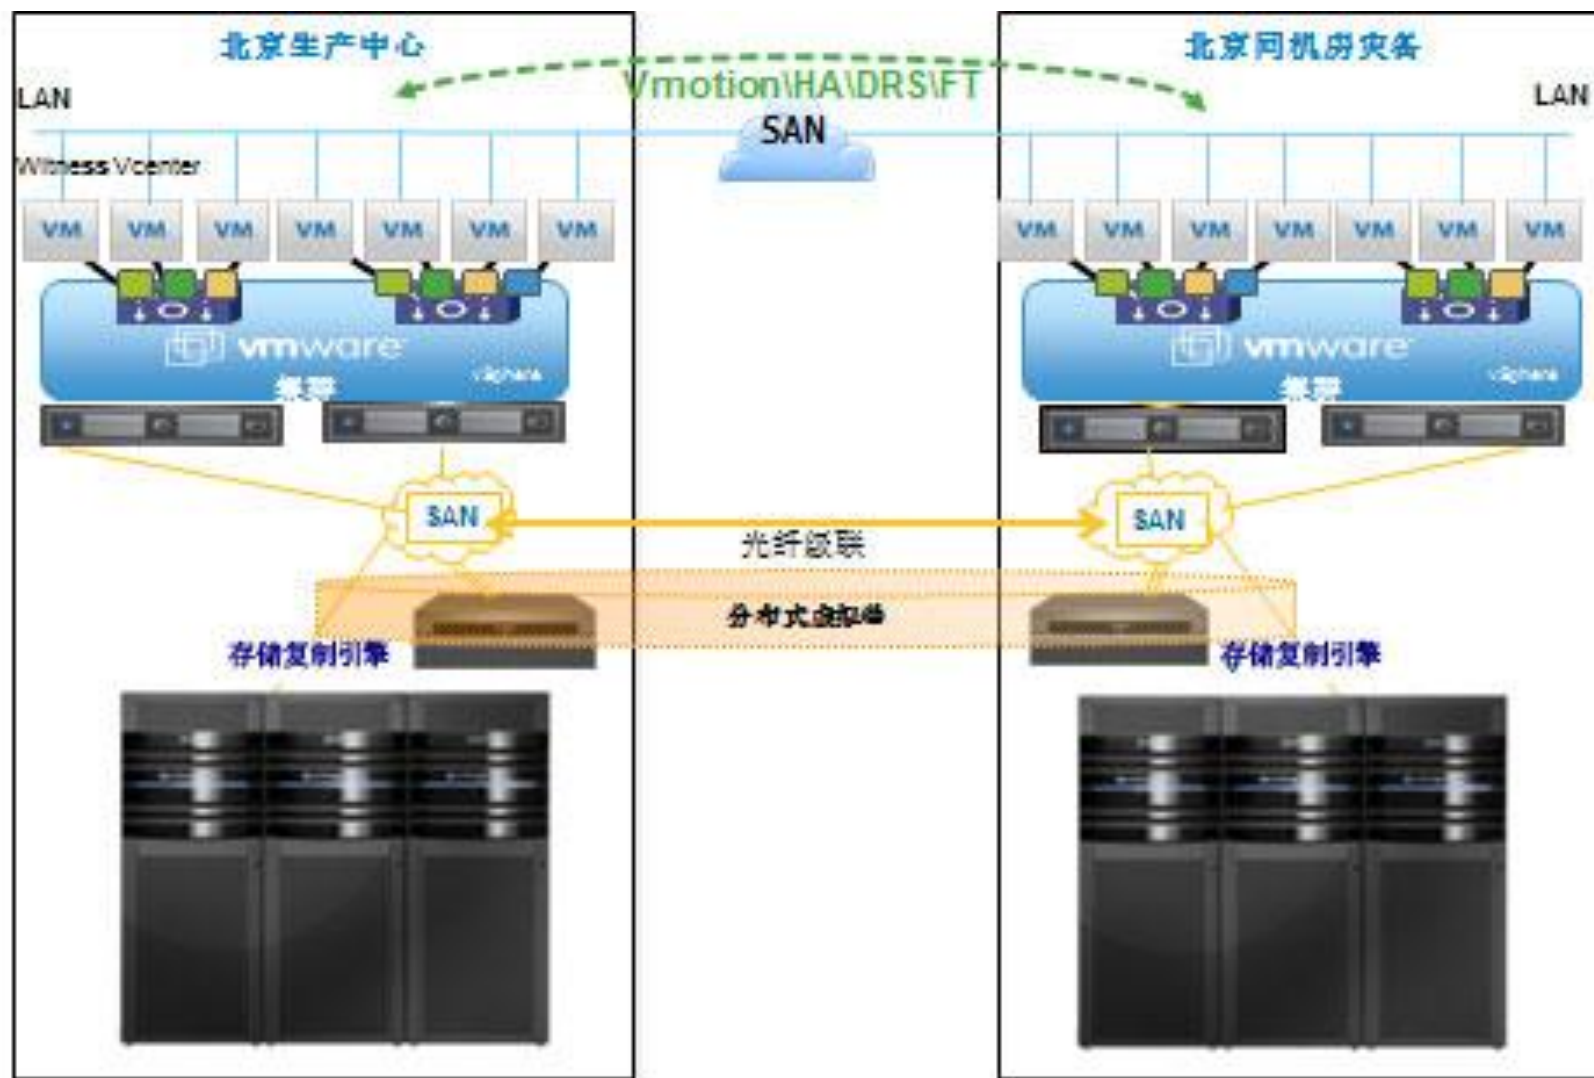 北京生产中心
北京同机房灾备
Vmotion\HA\DRS\FT
LAN
LAN
SAN
Witness Vcenter
VM VM VM VM VM VM VM
VM VM VM VM VM VM VM
vmware
vSphere
集群
vmware
vSphere
集群
SAN
SAN
光纤级联
分布式虚拟卷
存储复制引擎
存储复制引擎